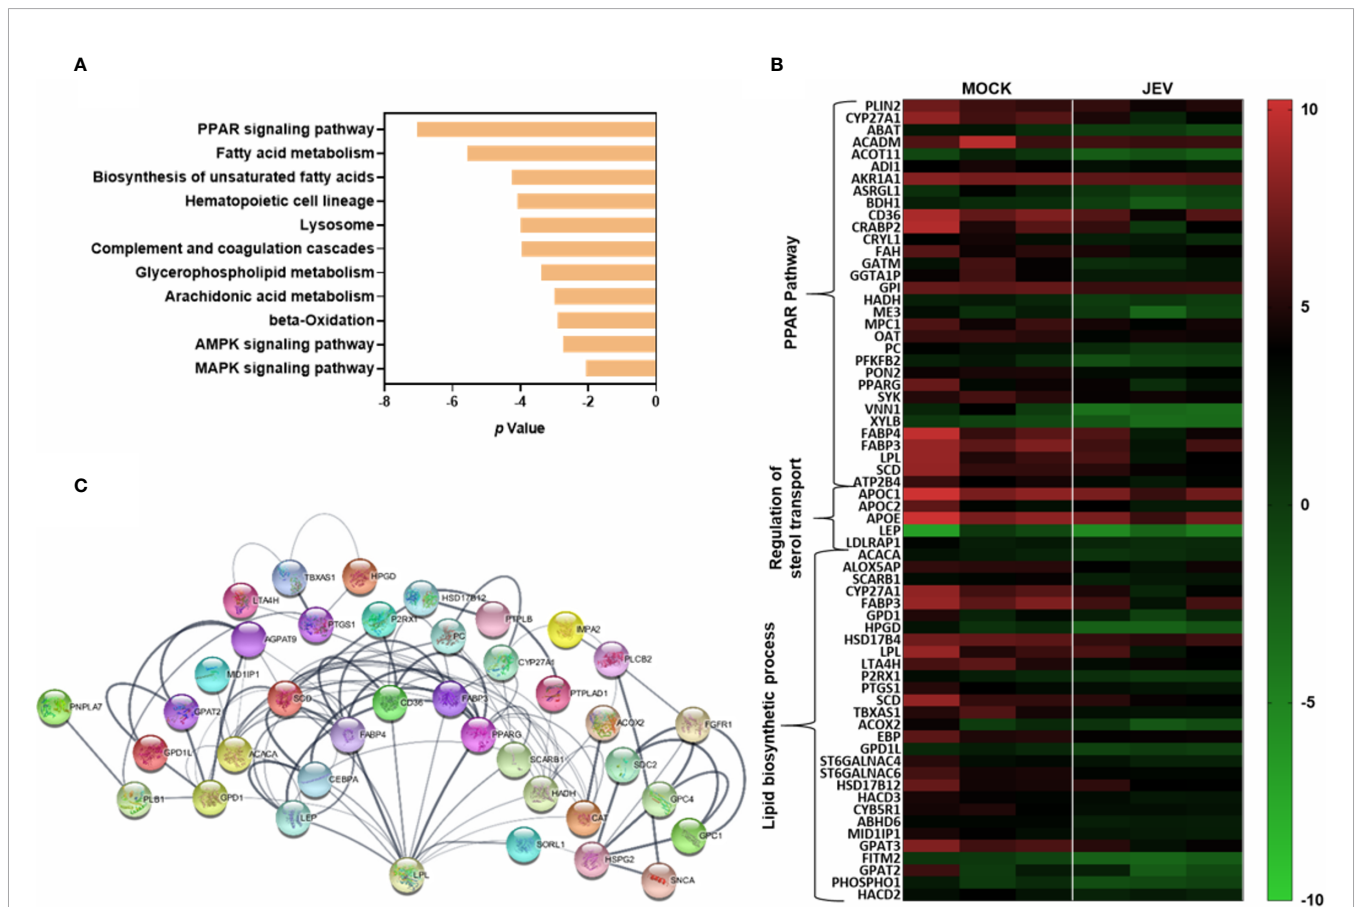 A
PPAR signaling pathway
Fatty acid metabolism
Biosynthesis of unsaturated fatty acids
Hematopoietic cell lineage
Lysosome
Complement and coagulation cascades
Glycerophospholipid metabolism
Arachidonic acid metabolism
beta-Oxidation
AMPK signaling pathway
MAPK signaling pathway
-8 -6 -4 -2 0
p Value
B
MOCK JEV
PPAR Pathway
Regulation of
sterol transport
Lipid biosynthetic process
PLIN2
CYP27A1
ABAT
ACADM
ACOT11
ADI1
AKR1A1
ASRGL1
BDH1
CD36
CRABP2
CRYL1
FAH
GATM
GGTA1P
GPI
HADH
ME3
MPC1
OAT
PC
PFKFB2
PON2
PPARG
SYK
VNN1
XYLB
FABP4
FABP3
LPL
SCD
ATP2B4
APOC1
APOC2
APOE
LEP
LDLRAP1
ACACA
ALOX5AP
SCARB1
CYP27A1
FABP3
GPD1
HPGD
HSD17B4
LPL
LTA4H
P2RX1
PTGS1
SCD
TBXAS1
ACOX2
EBP
GPD1L
ST6GALNAC4
ST6GALNAC6
HSD17B12
HACD3
CYB5R1
ABHD6
MID1IP1
GPAT3
FITM2
GPAT2
PHOSPHO1
HACD2
10
5
0
-5
-10
C
TBXAS1
HPGD
LTA4H
HSD17B12
PTGS1
P2RX1
PTPLB
AGPAT9
PC
IMPA2
CYP27A1
PLCB2
MID1IP1
PTPLAD1
PNPLA7
GPAT2
SCD
CD36
FABP3
ACOX2
FGFR1
FABP4
PPARG
GPD1L
ACACA
SCARB1
SDC2
CEBPA
HADH
PLB1
GPD1
GPC4
LEP
CAT
GPC1
SORL1
HSPG2
LPL
SNCA